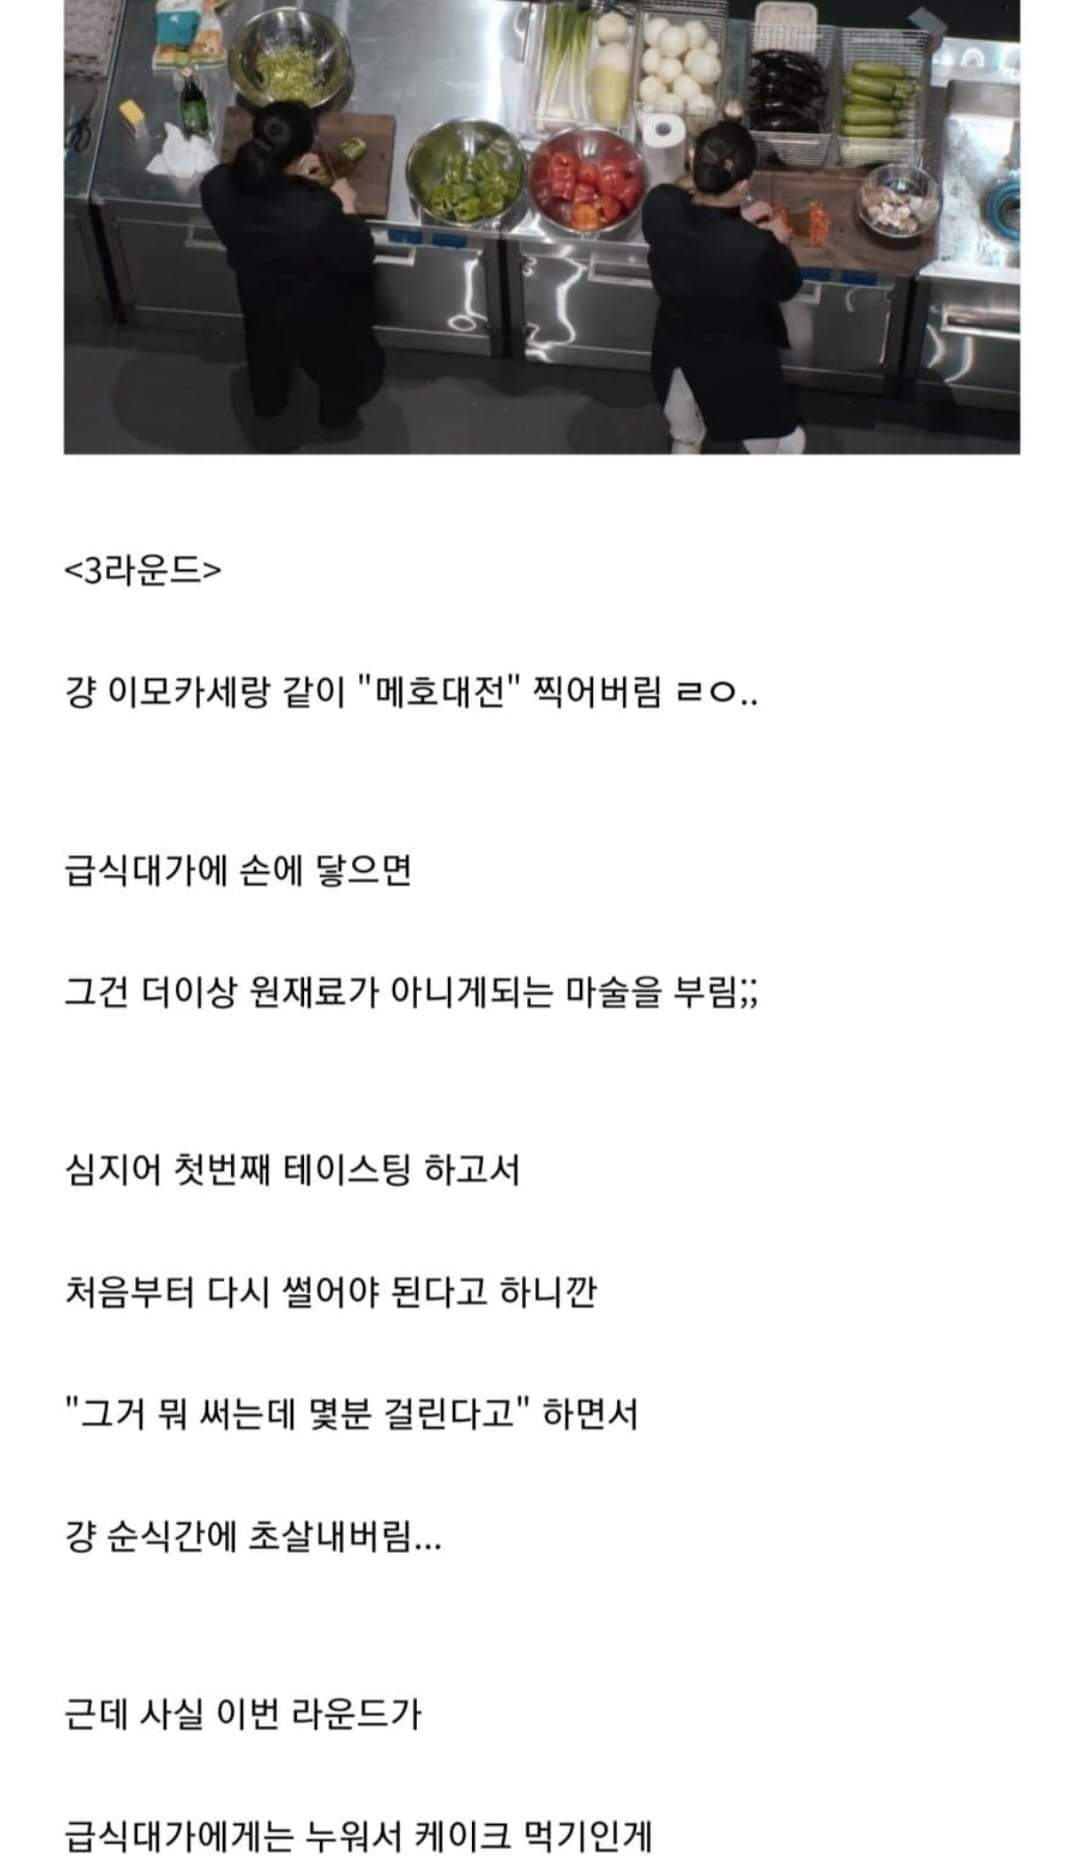 <3라운드>
걍 이모카세랑 같이 "메호대전" 찍어버림 ㄹㅇ..
급식대가에 손에 닿으면
그건 더이상 원재료가 아니게되는 마술을 부림;;
심지어 첫번째 테이스팅 하고서
처음부터 다시 썰어야 된다고 하니깐
"그거 뭐 써는데 몇분 걸린다고" 하면서
걍 순식간에 초살내버림...
근데 사실 이번 라운드가
급식대가에게는 누워서 케이크 먹기인게